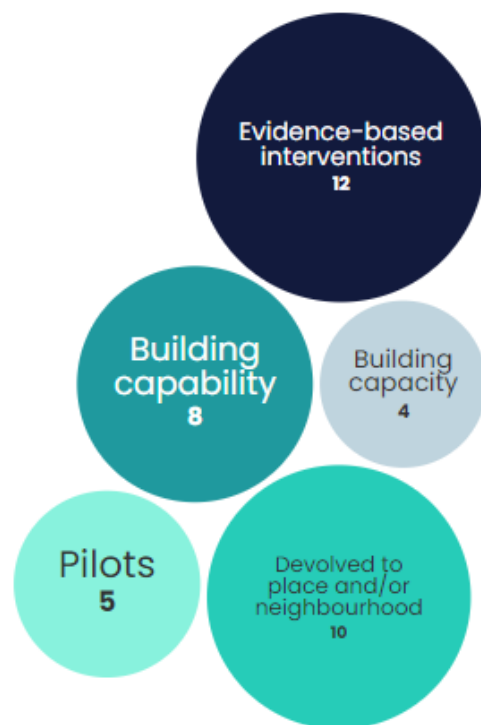 Evidence-based
interventions
12
Building
capability
8
Building
capacity
4
Pilots
5
Devolved to
place and/or
neighbourhood
10